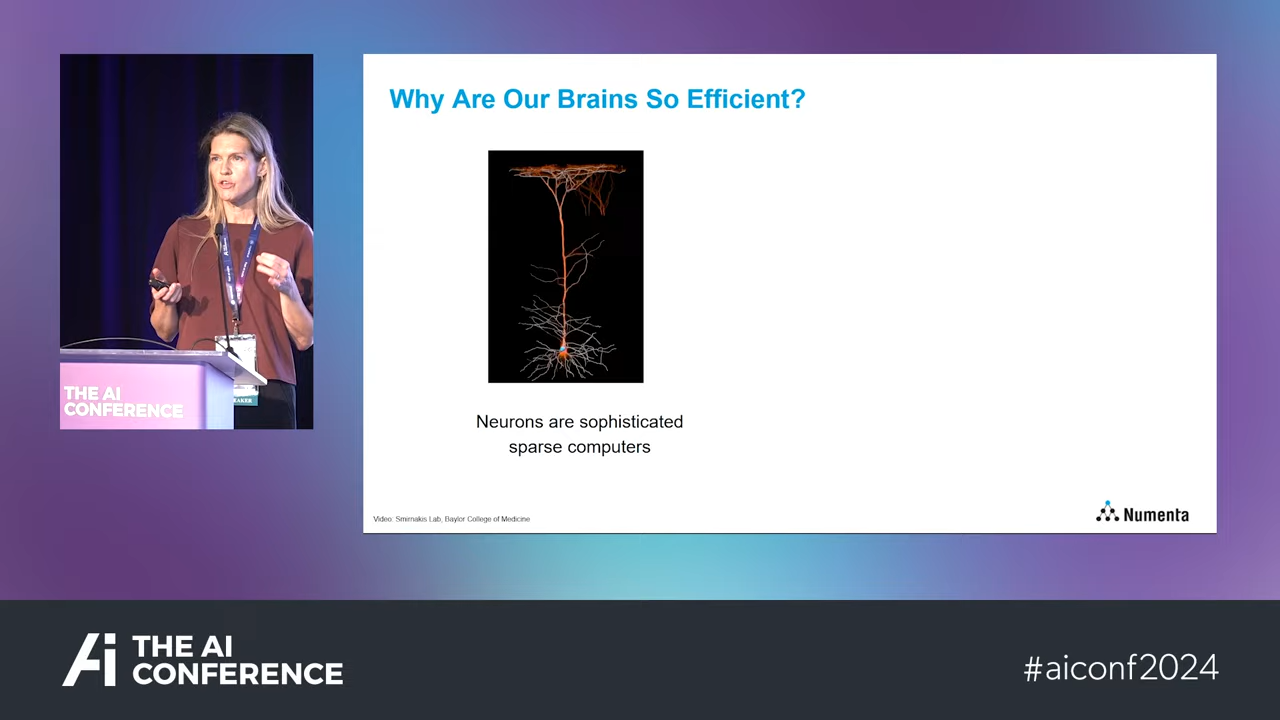 Why Are Our Brains So Efficient?
Neurons are sophisticated
sparse computers
Video: Smirnakis Lab, Baylor College of Medicine
Numenta
THE AI
CONFERENCE
Ai THE AI
CONFERENCE
#aiconf2024